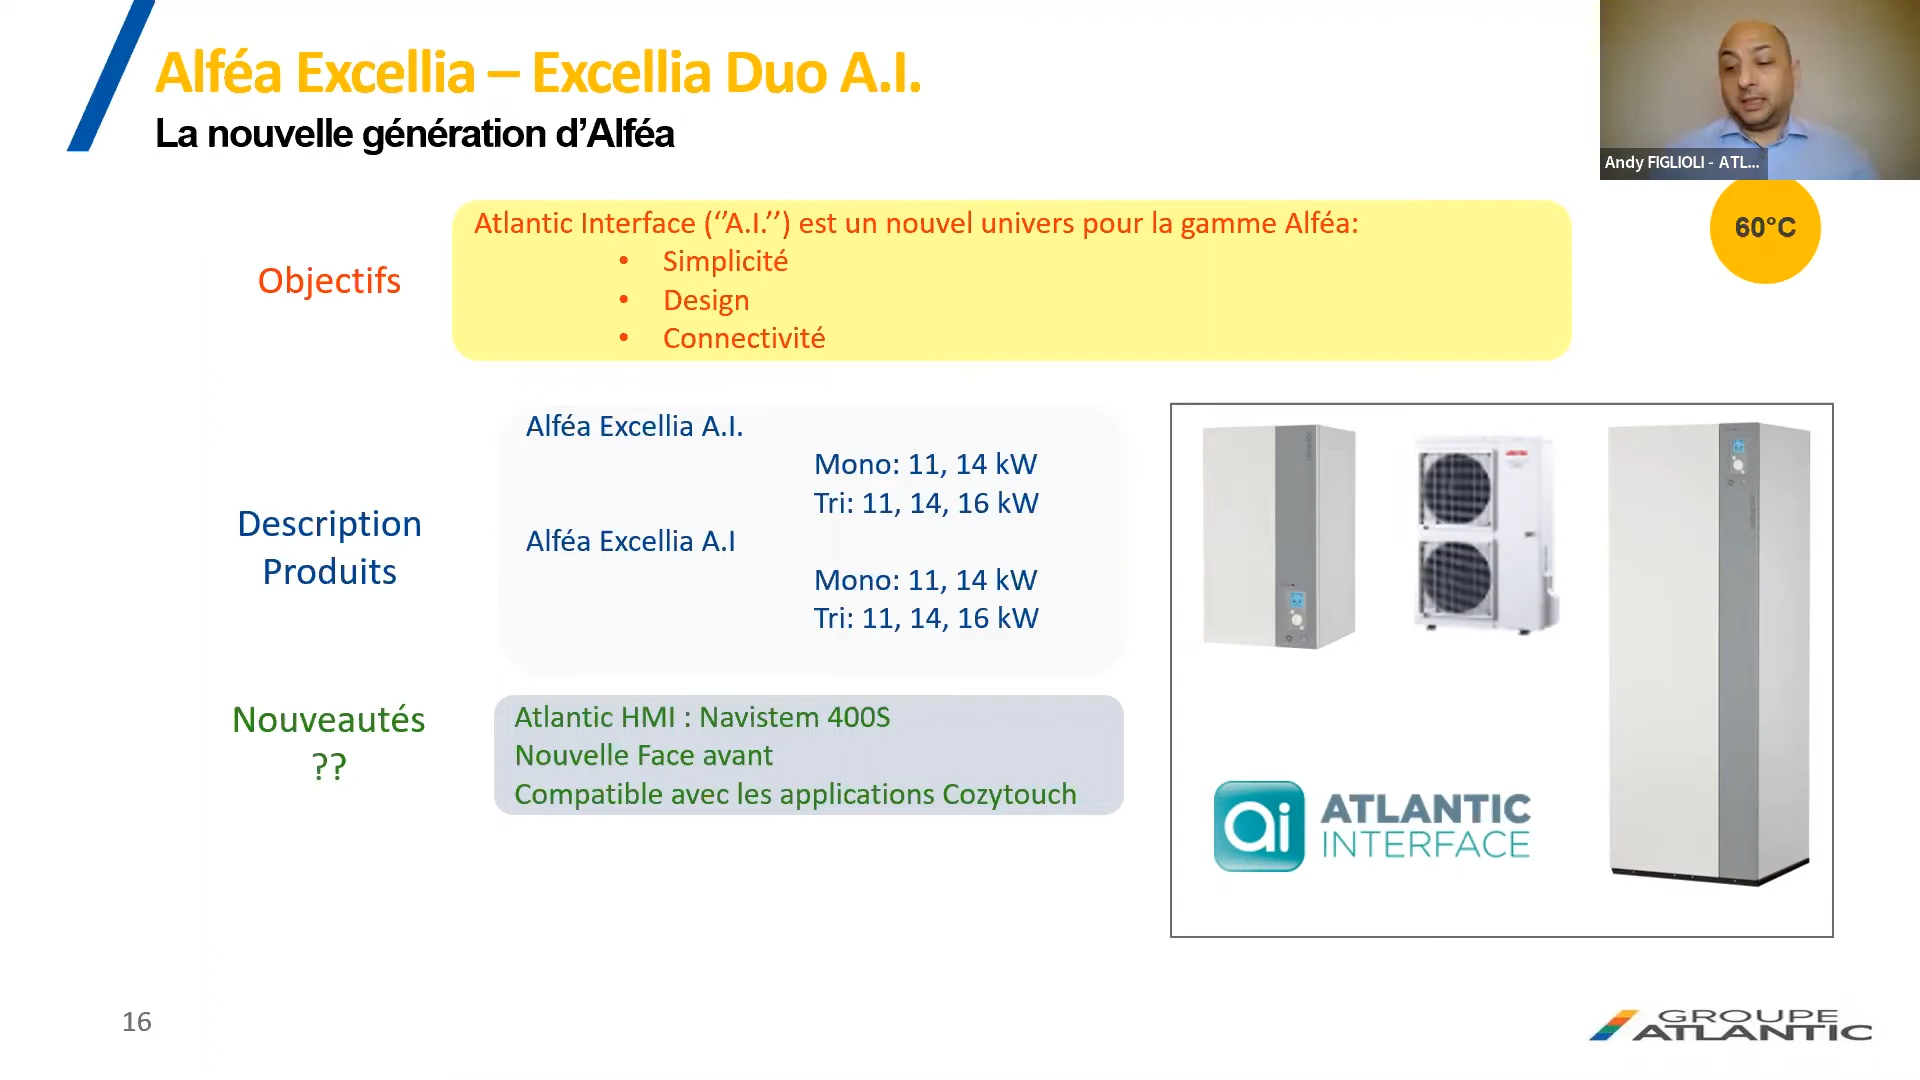 Alféa Excellia – Excellia Duo A.I.
La nouvelle génération d’Alféa
Andy FIGLIOLI - ATL...
60°C
Objectifs
Atlantic Interface (‘’A.I.’’) est un nouvel univers pour la gamme Alféa:
• Simplicité
• Design
• Connectivité
Description
Produits
Alféa Excellia A.I.
Mono: 11, 14 kW
Tri: 11, 14, 16 kW
Alféa Excellia A.I
Mono: 11, 14 kW
Tri: 11, 14, 16 kW
Nouveautés
??
Atlantic HMI : Navistem 400S
Nouvelle Face avant
Compatible avec les applications Cozytouch
ai
ATLANTIC
INTERFACE
16
GROUPE
ATLANTIC